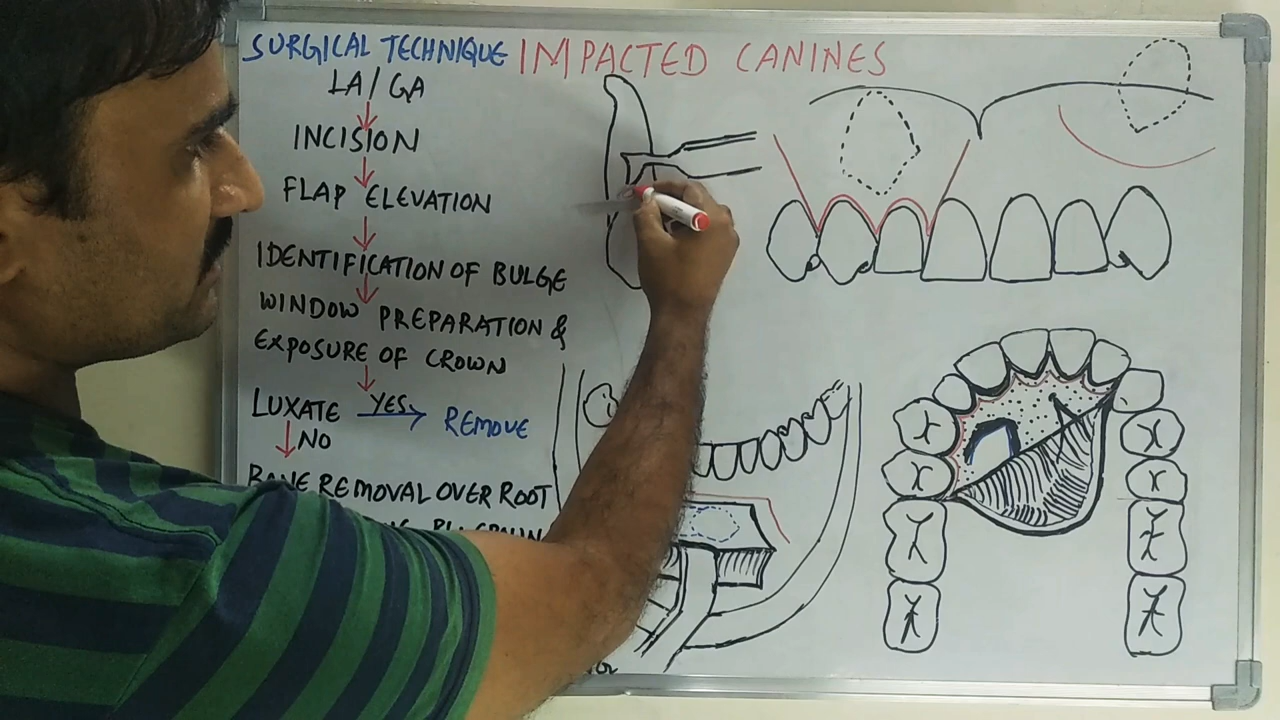 SURGICAL TECHNIQUE IMPACTED CANINES
LA/GA
INCISION
FLAP ELEVATION
IDENTIFICATION OF BULGE
WINDOW PREPARATION &
EXPOSURE OF CROWN
LUXATE YES REMOVE
NO
BONE REMOVAL OVER ROOT